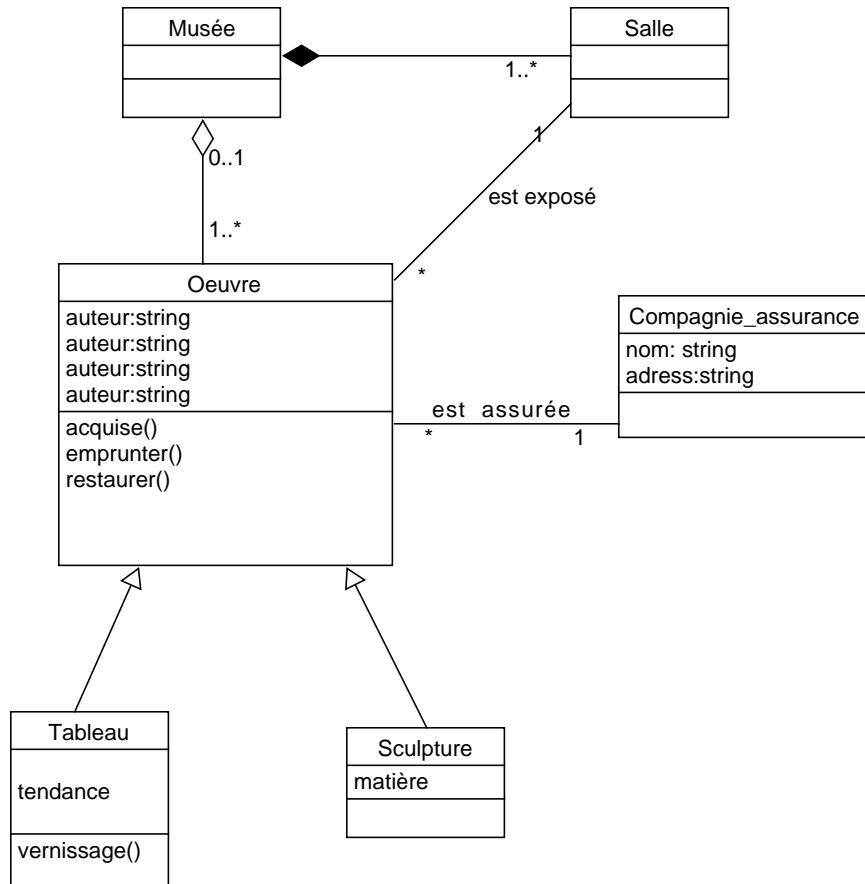 Musée
Salle
1..*
0..1
1
est exposé
1..*
*
Oeuvre
auteur:string
auteur:string
auteur:string
auteur:string
acquise()
emprunter()
restaurer()
Compagnie_assurance
nom: string
adress:string
est assurée
*
1
Tableau
tendance
vernissage()
Sculpture
matière